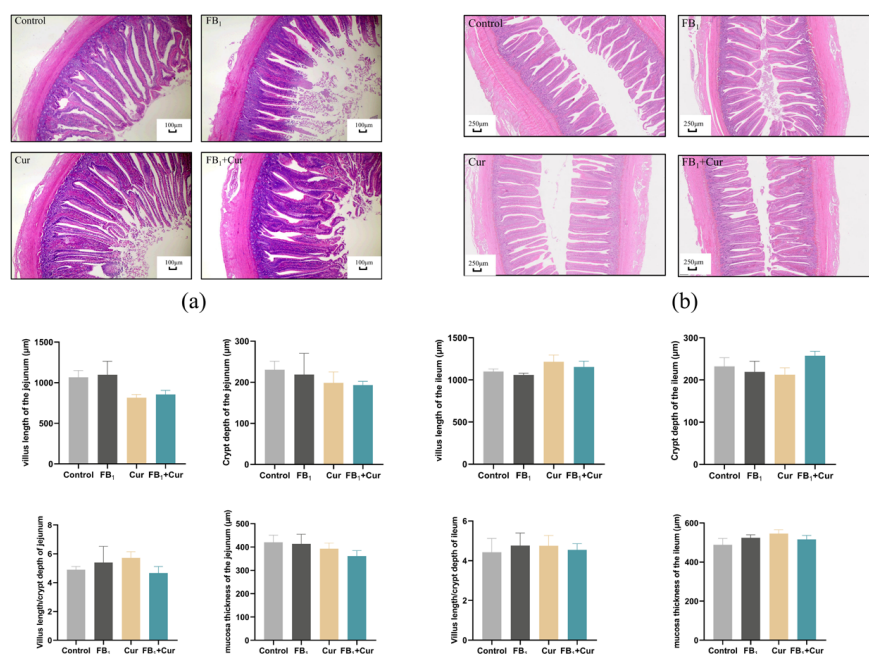 Control FB₁ Control FB₁
100μm 100μm 250μm 250μm
Cur FB₁+Cur Cur FB₁+Cur
100μm 100μm 250μm 250μm
(a) (b)
villus length of the jejunum (μm)
1500
1000
500
0
Control FB₁ Cur FB₁+Cur
Crypt depth of the jejunum (μm)
300
200
100
0
Control FB₁ Cur FB₁+Cur
villus length of the ileum (μm)
1500
1000
500
0
Control FB₁ Cur FB₁+Cur
Crypt depth of the ileum (μm)
300
200
100
0
Control FB₁ Cur FB₁+Cur
Villus length/crypt depth of jejunum
8
6
4
2
0
Control FB₁ Cur FB₁+Cur
mucosa thickness of the jejunum (μm)
500
400
300
200
100
0
Control FB₁ Cur FB₁+Cur
Villus length/crypt depth of ileum
6
4
2
0
Control FB₁ Cur FB₁+Cur
mucosa thickness of the ileum (μm)
600
400
200
0
Control FB₁ Cur FB₁+Cur